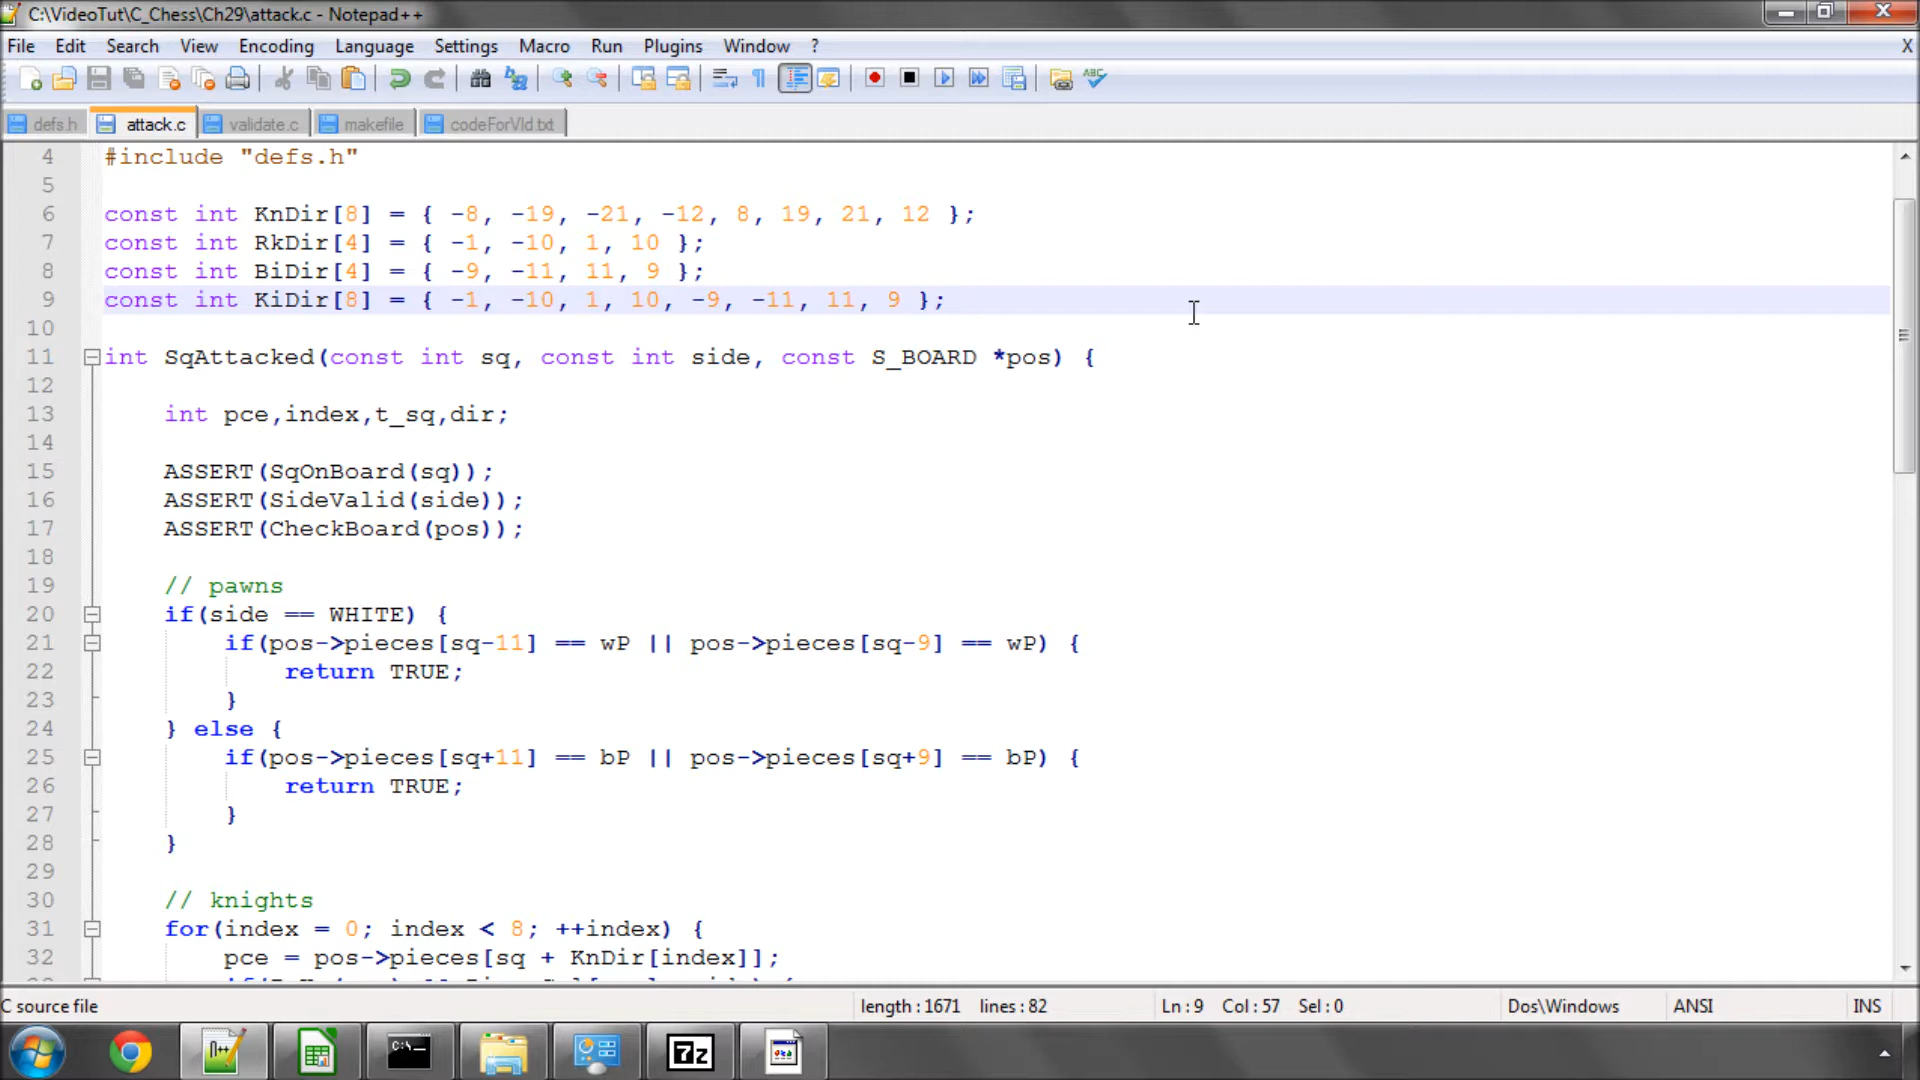 C:\VideoTut\C_Chess\Ch29\attack.c - Notepad++
File Edit Search View Encoding Language Settings Macro Run Plugins Window ? X
defs.h attack.c validate.c makefile codeForVid.txt
4 #include "defs.h"
5
6 const int KnDir[8] = { -8, -19, -21, -12, 8, 19, 21, 12 };
7 const int RkDir[4] = { -1, -10, 1, 10 };
8 const int BiDir[4] = { -9, -11, 11, 9 };
9 const int KiDir[8] = { -1, -10, 1, 10, -9, -11, 11, 9 };
10
11 int SqAttacked(const int sq, const int side, const S_BOARD *pos) {
12
13 int pce,index,t_sq,dir;
14
15 ASSERT(SqOnBoard(sq));
16 ASSERT(SideValid(side));
17 ASSERT(CheckBoard(pos));
18
19 // pawns
20 if(side == WHITE) {
21 if(pos->pieces[sq-11] == wP || pos->pieces[sq-9] == wP) {
22 return TRUE;
23 }
24 } else {
25 if(pos->pieces[sq+11] == bP || pos->pieces[sq+9] == bP) {
26 return TRUE;
27 }
28 }
29
30 // knights
31 for(index = 0; index < 8; ++index) {
32 pce = pos->pieces[sq + KnDir[index]];
C source file length : 1671 lines : 82 Ln : 9 Col : 57 Sel : 0 Dos\Windows ANSI INS